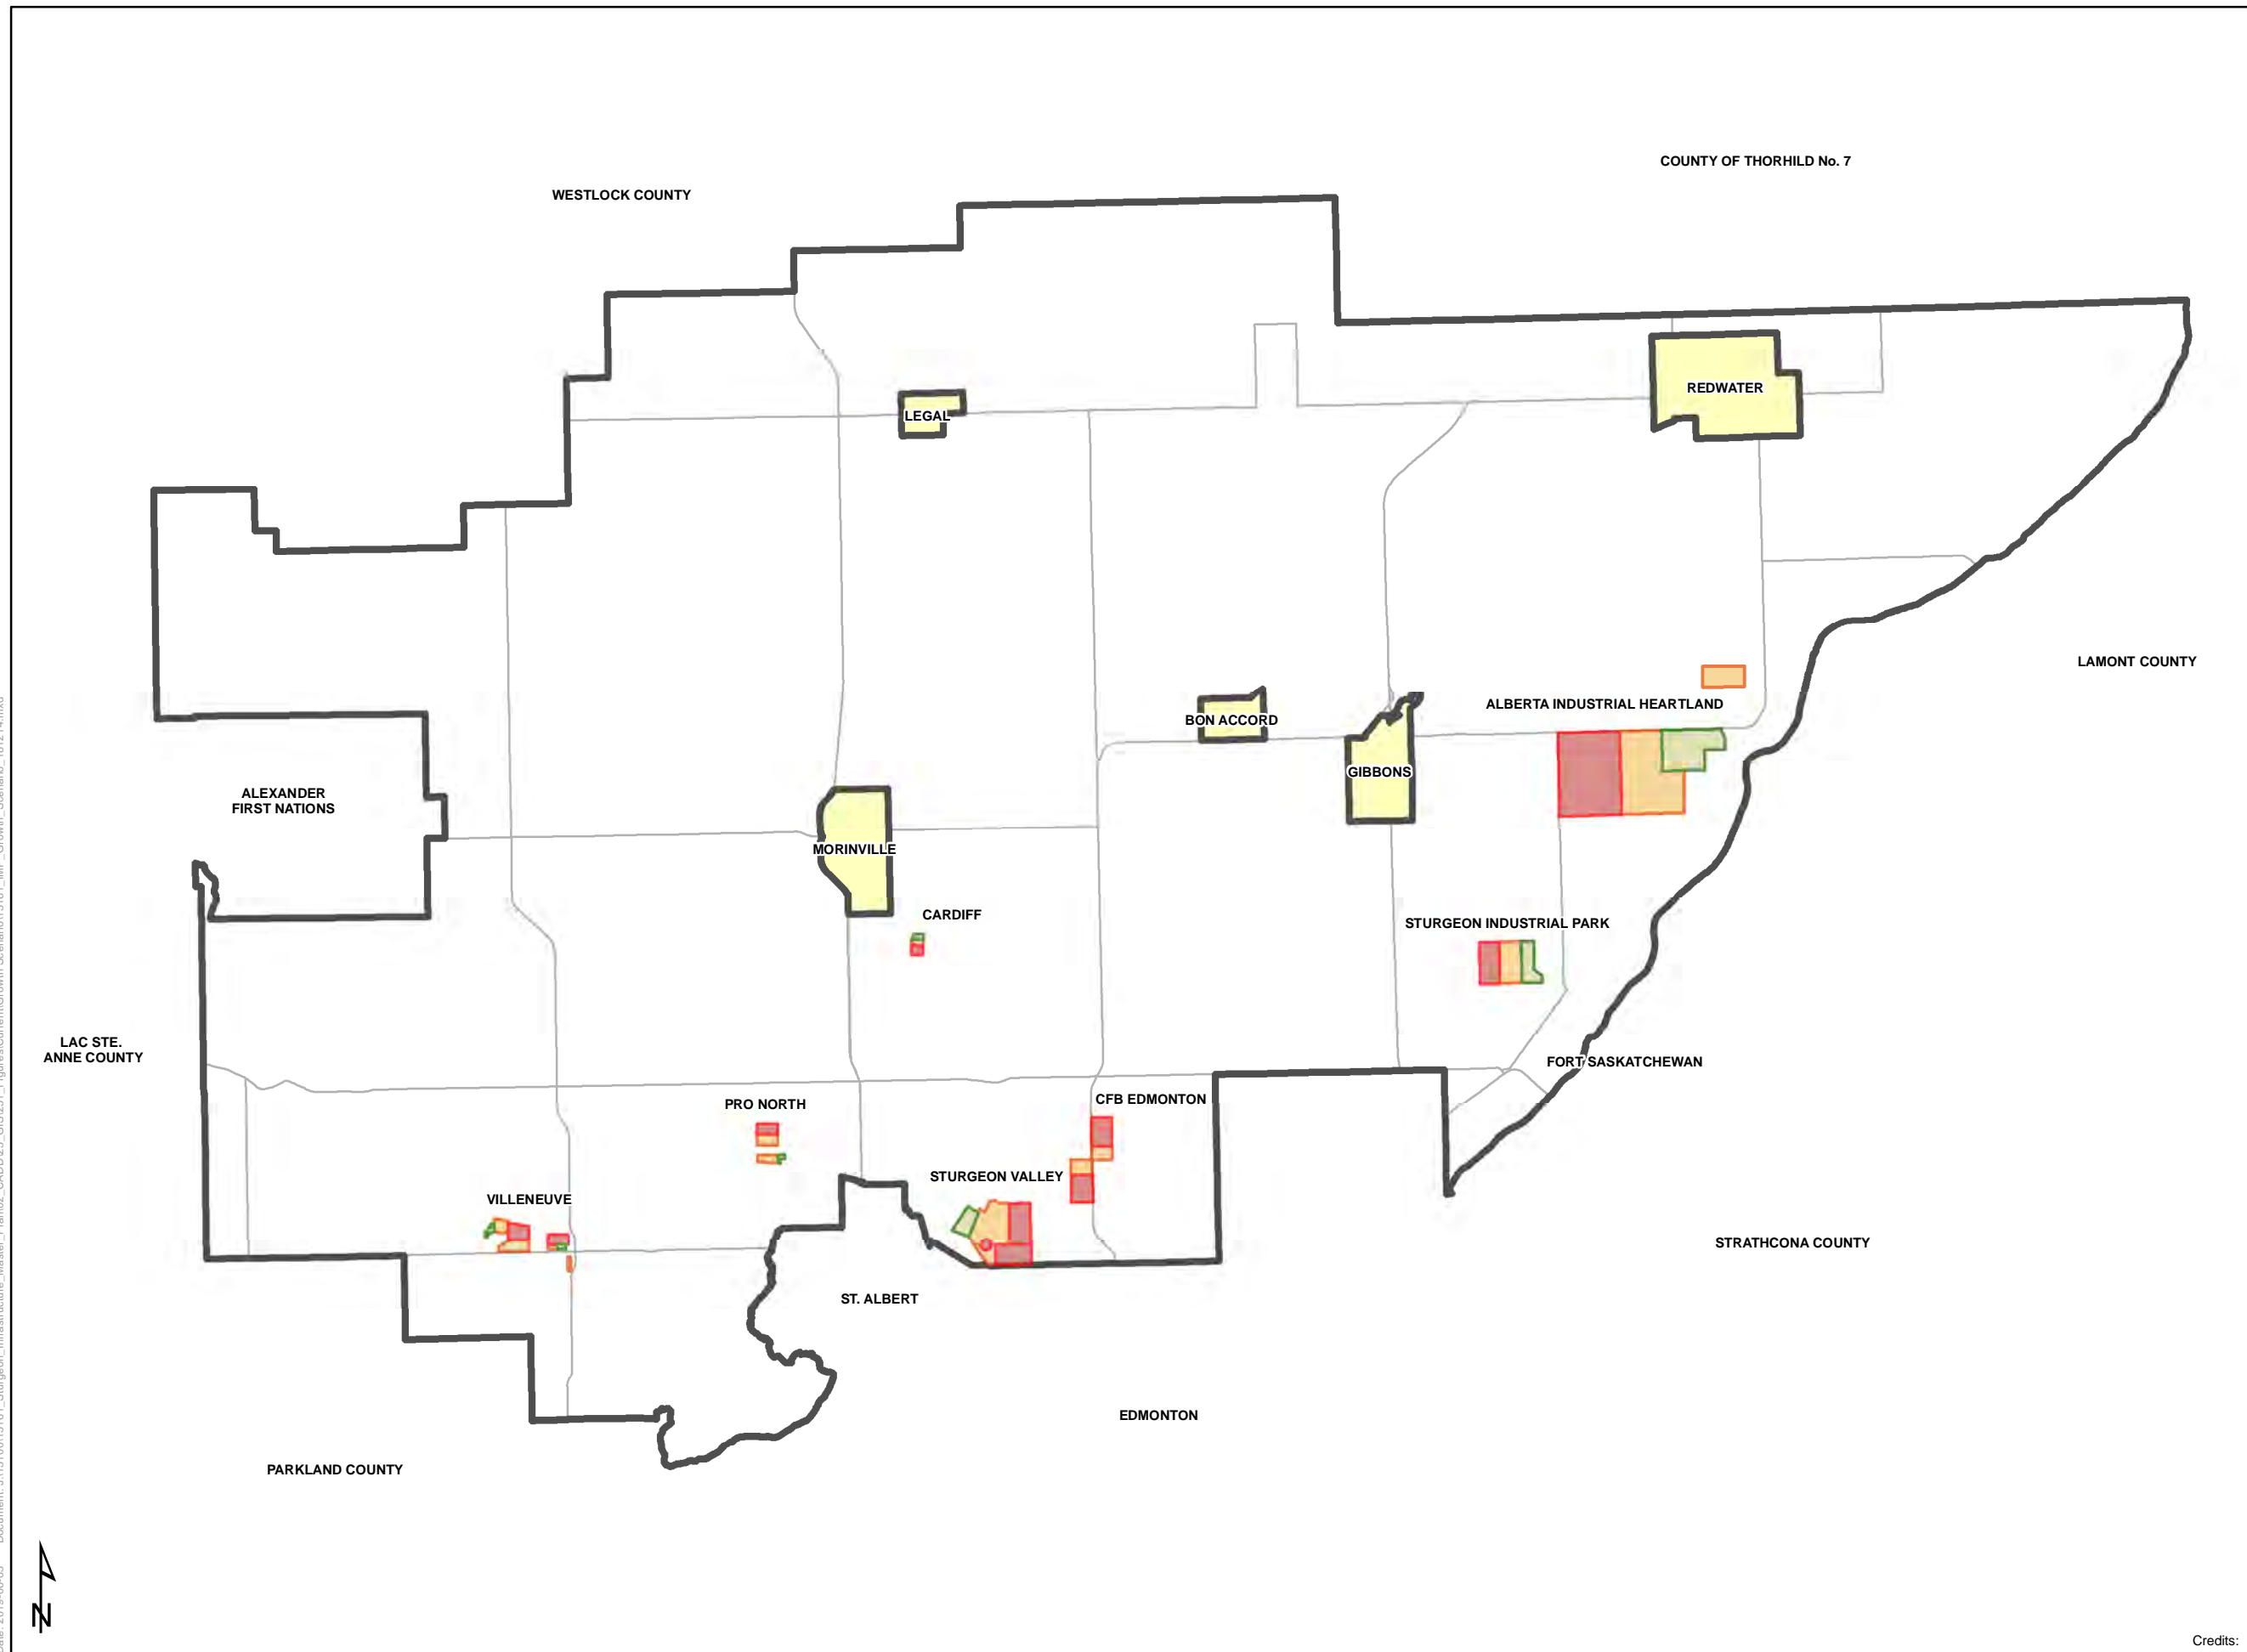 COUNTY OF THORHILD No. 7
WESTLOCK COUNTY
REDWATER
LEGAL
LAMONT COUNTY
ALBERTA INDUSTRIAL HEARTLAND
BON ACCORD
GIBBONS
ALEXANDER
FIRST NATIONS
MORINVILLE
CARDIFF
STURGEON INDUSTRIAL PARK
LAC STE.
ANNE COUNTY
FORT SASKATCHEWAN
PRO NORTH
CFB EDMONTON
STURGEON VALLEY
VILLENEUVE
STRATHCONA COUNTY
ST. ALBERT
EDMONTON
PARKLAND COUNTY
N
Credits: